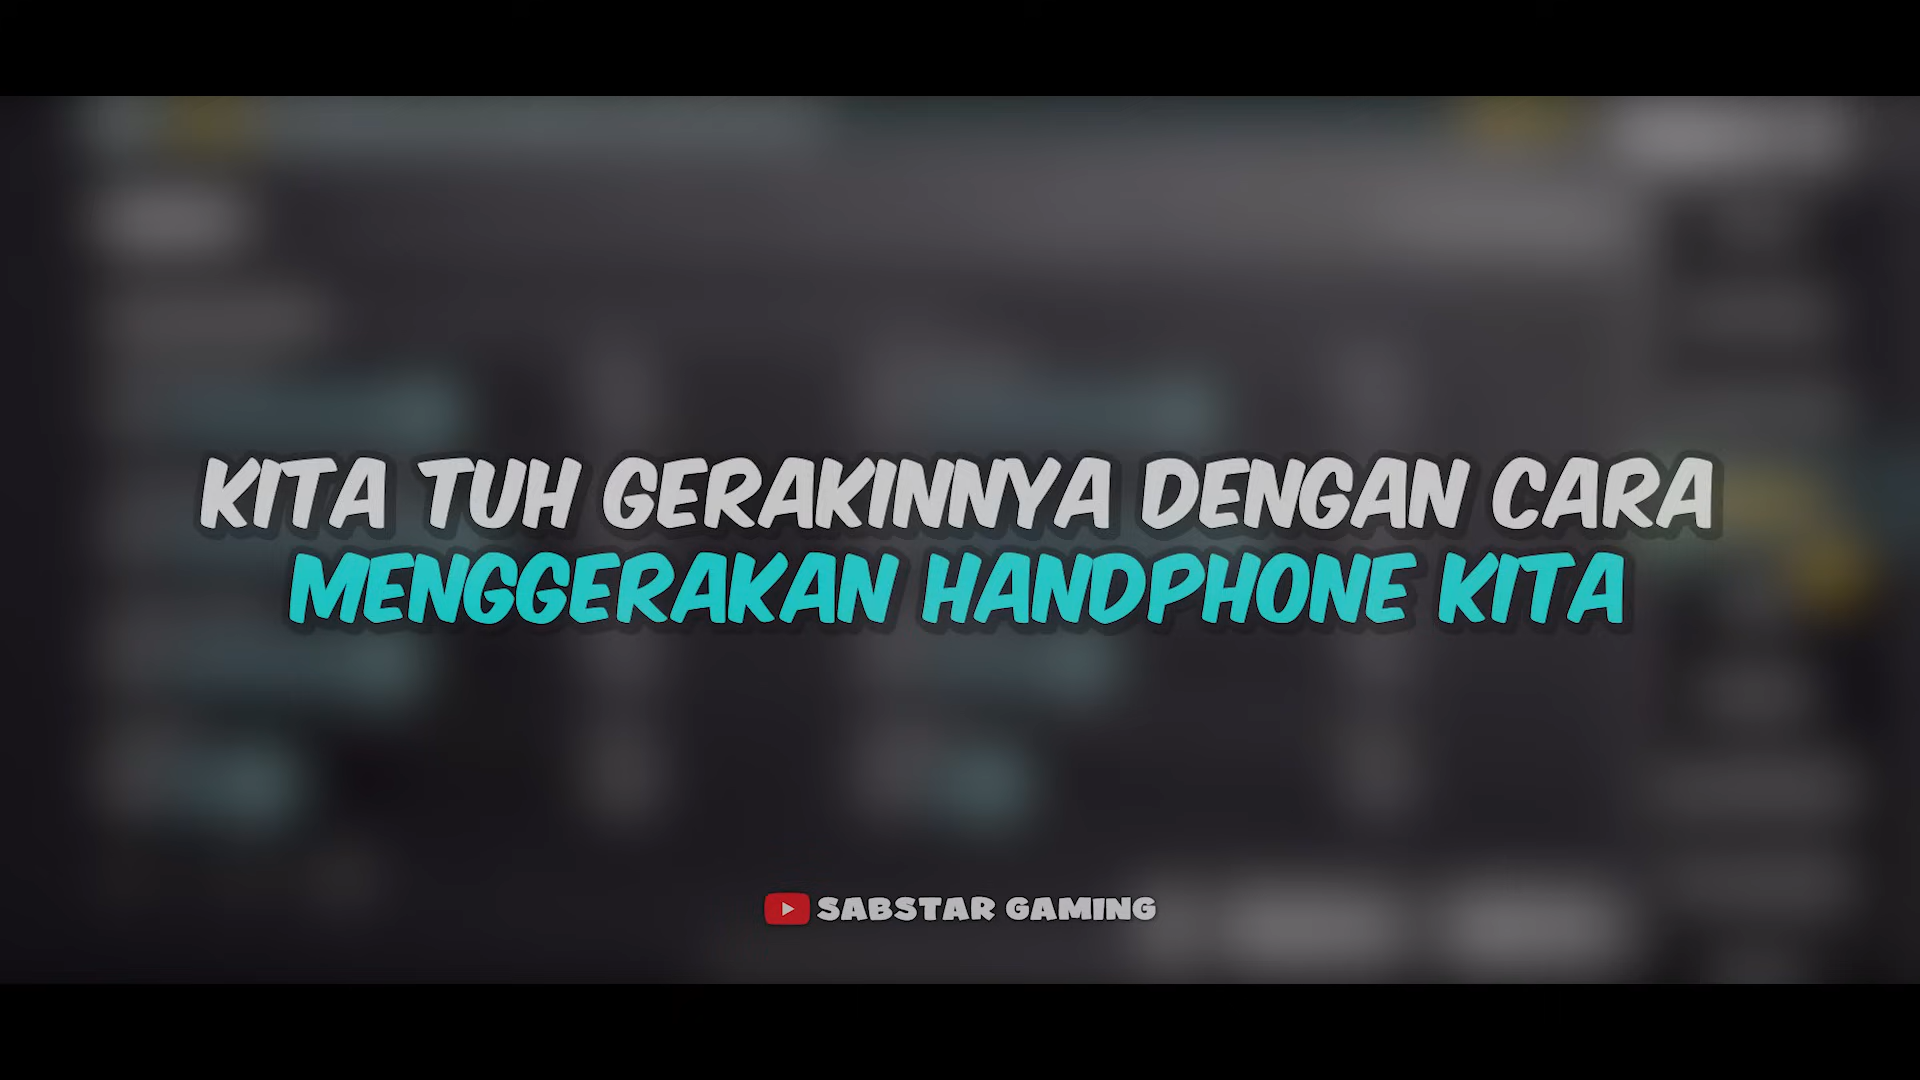 KITA TUH GERAKINNYA DENGAN CARA
MENGGERAKAN HANDPHONE KITA
SABSTAR GAMING